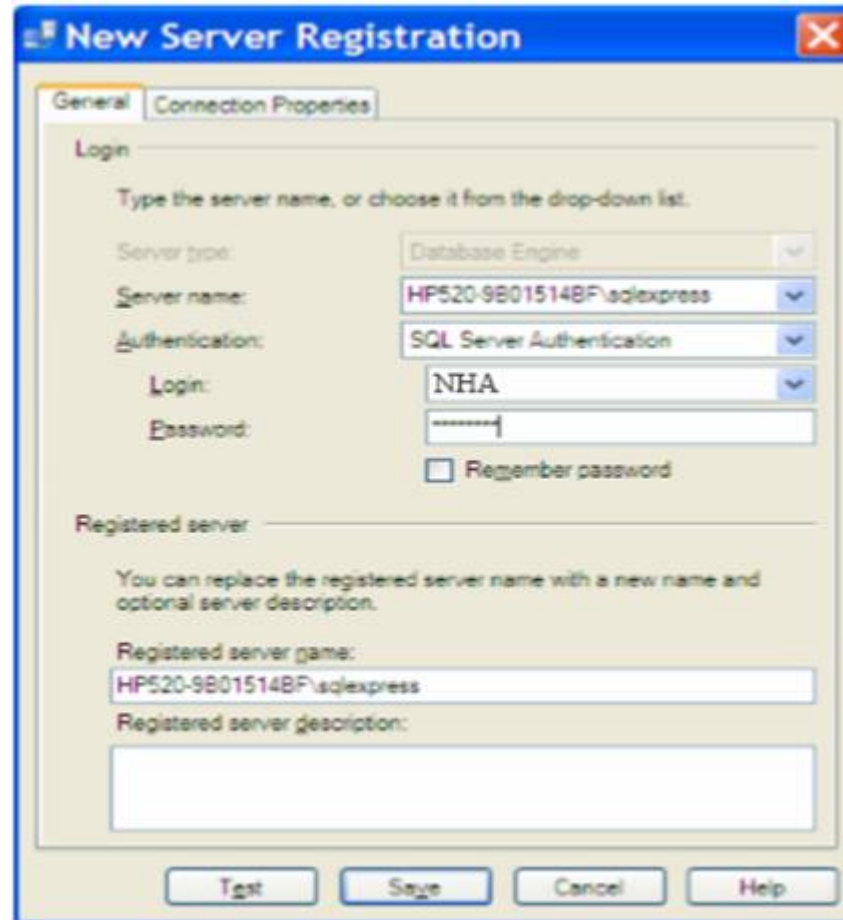 New Server Registration
General Connection Properties
Login
Type the server name, or choose it from the drop-down list.
Server type: Database Engine
Server name: HP520-9B01514BF\sqlexpress
Authentication: SQL Server Authentication
Login: NHA
Password: --------
Remember password
Registered server
You can replace the registered server name with a new name and
optional server description.
Registered server name:
HP520-9B01514BF\sqlexpress
Registered server description:
Test Save Cancel Help